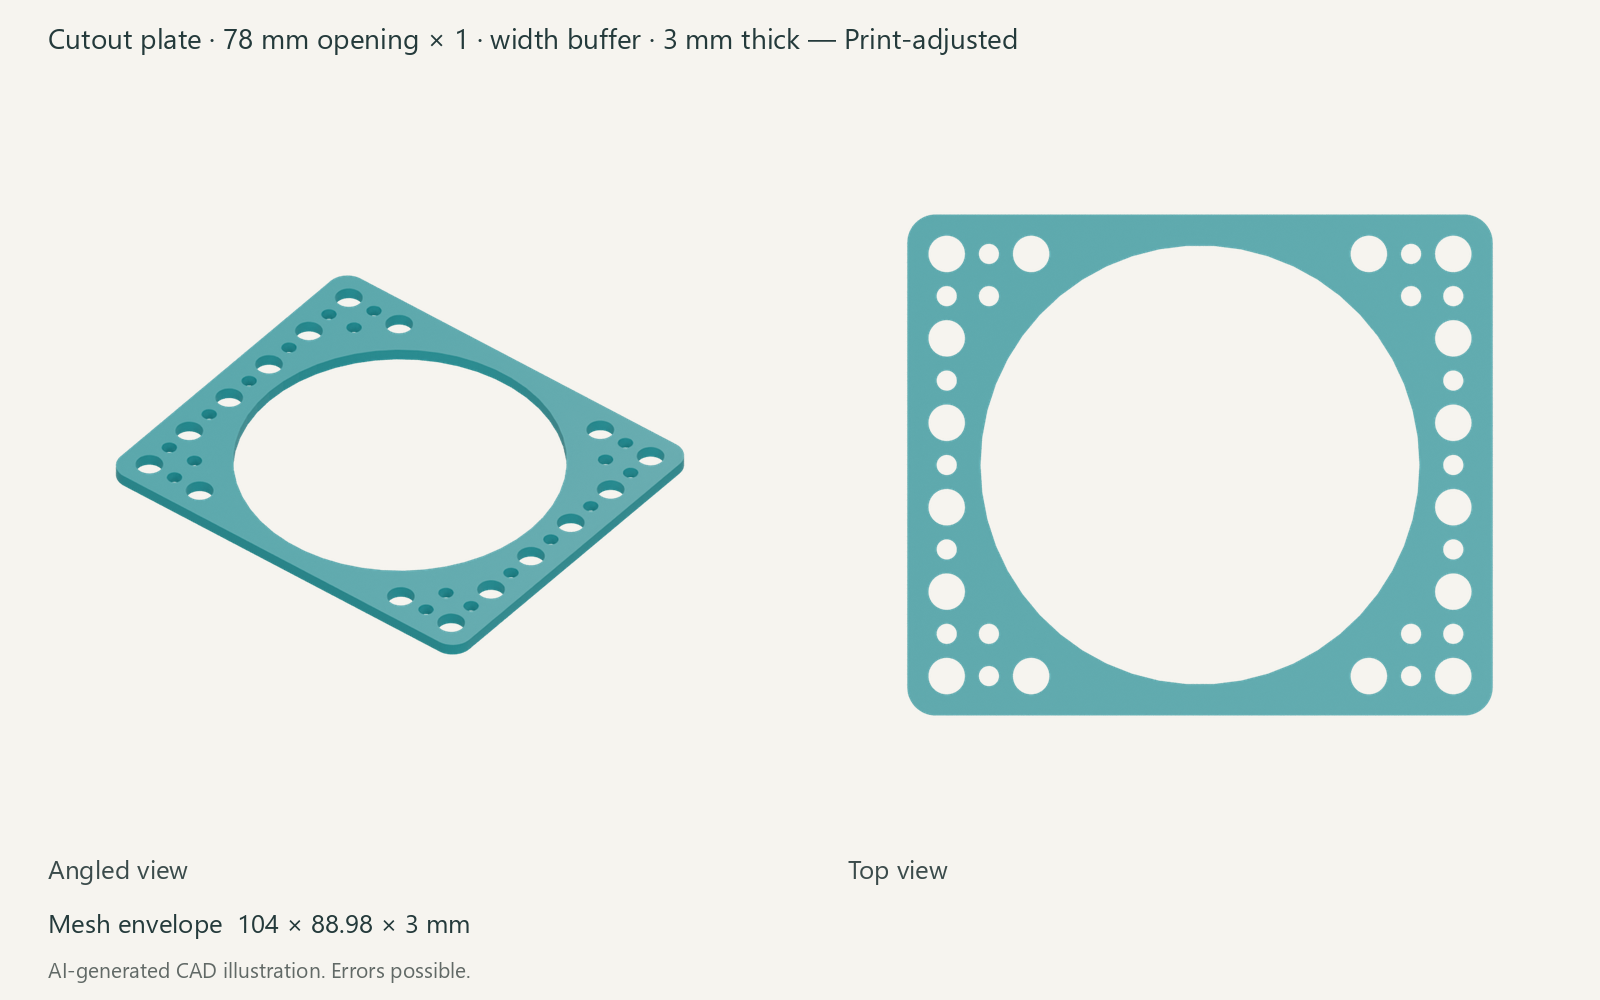 Cutout plate · 78 mm opening × 1 · width buffer · 3 mm thick — Print-adjusted
Angled view
Top view
Mesh envelope 104 × 88.98 × 3 mm
AI-generated CAD illustration. Errors possible.